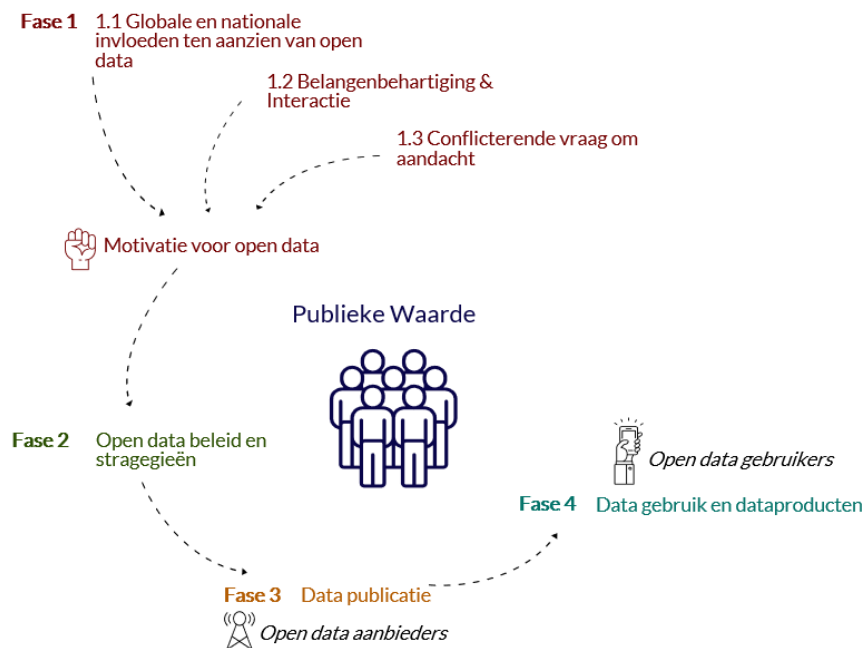 Fase 1 1.1 Globale en nationale
invloeden ten aanzien van open
data
1.2 Belangenbehartiging &
Interactie
1.3 Conflicterende vraag om
aandacht
Motivatie voor open data
Publieke Waarde
Fase 2 Open data beleid en
stragegieën
Open data gebruikers
Fase 4 Data gebruik en dataproducten
Fase 3 Data publicatie
Open data aanbieders